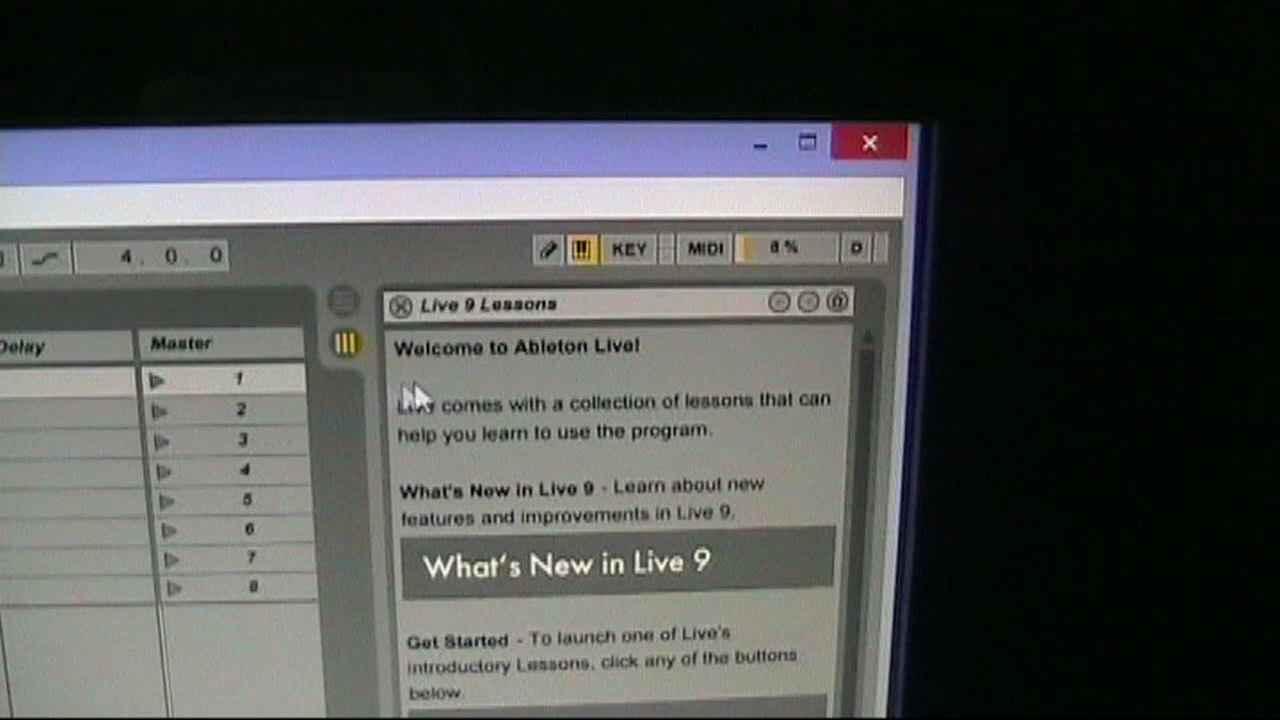 4. 0. 0
KEY
MIDI
8 %
D
Live 9 Lessons
Delay
Master
Welcome to Ableton Live!
1
2
3
4
5
6
7
8
Live comes with a collection of lessons that can
help you learn to use the program.
What's New in Live 9 - Learn about new
features and improvements in Live 9.
What's New in Live 9
Get Started - To launch one of Live's
introductory Lessons, click any of the buttons
below.